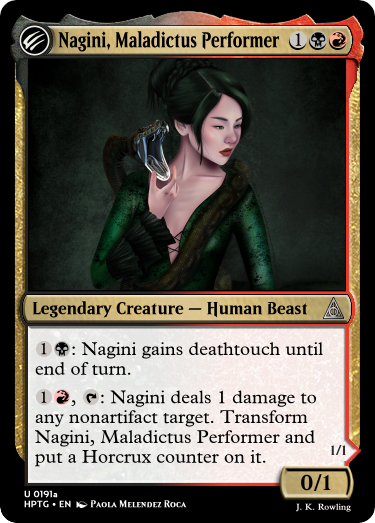 Nagini, Maladictus Performer 1
Legendary Creature — Human Beast
1: Nagini gains deathtouch until
end of turn.
1, : Nagini deals 1 damage to
any nonartifact target. Transform
Nagini, Maladictus Performer and
put a Horcrux counter on it.
1/1
0/1
U 0191a
HPTG • EN Paola Melendez Roca
J. K. Rowling